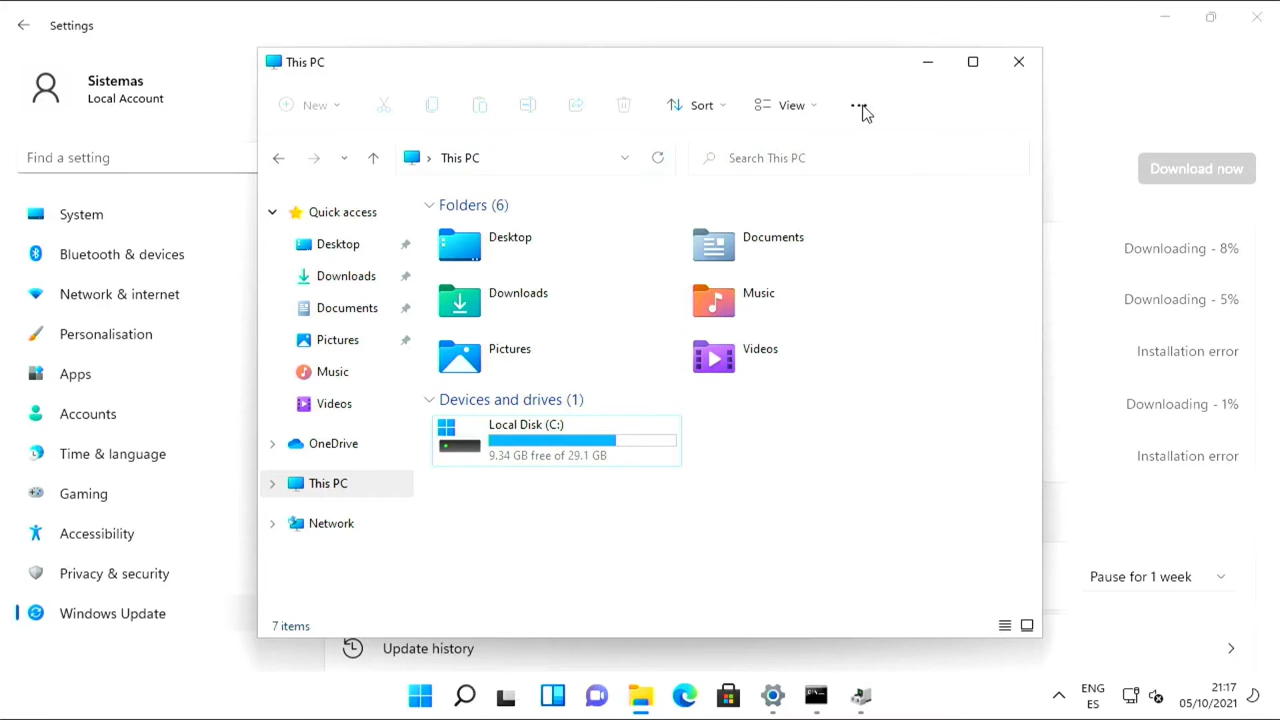 Settings
Sistemas
Local Account
Find a setting
System
Bluetooth & devices
Network & internet
Personalisation
Apps
Accounts
Time & language
Gaming
Accessibility
Privacy & security
Windows Update
This PC
New
Sort
View
This PC
Search This PC
Quick access
Desktop
Downloads
Documents
Pictures
Music
Videos
OneDrive
This PC
Network
Folders (6)
Desktop
Documents
Downloads
Music
Pictures
Videos
Devices and drives (1)
Local Disk (C:)
9.34 GB free of 29.1 GB
7 items
Download now
Downloading - 8%
Downloading - 5%
Installation error
Downloading - 1%
Installation error
Pause for 1 week
Update history
ENG
ES
21:17
05/10/2021